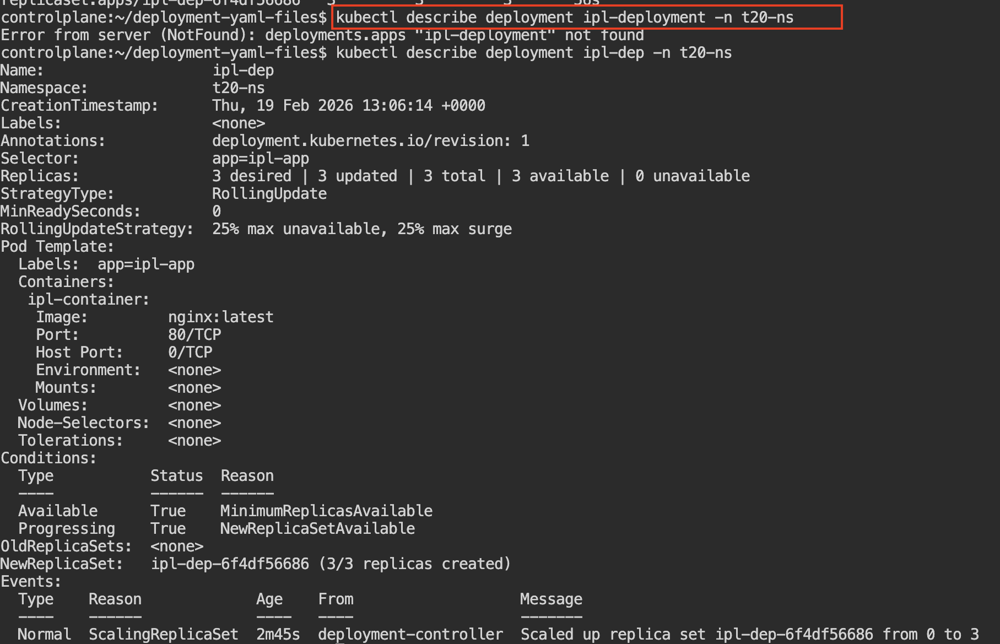 replicaset.apps/ipl-dep-6f4df56686   3         3         3       56s
controlplane:~/deployment-yaml-files$ kubectl describe deployment ipl-deployment -n t20-ns
Error from server (NotFound): deployments.apps "ipl-deployment" not found
controlplane:~/deployment-yaml-files$ kubectl describe deployment ipl-dep -n t20-ns
Name:                   ipl-dep
Namespace:              t20-ns
CreationTimestamp:      Thu, 19 Feb 2026 13:06:14 +0000
Labels:                 <none>
Annotations:            deployment.kubernetes.io/revision: 1
Selector:               app=ipl-app
Replicas:               3 desired | 3 updated | 3 total | 3 available | 0 unavailable
StrategyType:           RollingUpdate
MinReadySeconds:        0
RollingUpdateStrategy:  25% max unavailable, 25% max surge
Pod Template:
  Labels:  app=ipl-app
  Containers:
   ipl-container:
    Image:         nginx:latest
    Port:          80/TCP
    Host Port:     0/TCP
    Environment:   <none>
    Mounts:        <none>
  Volumes:         <none>
  Node-Selectors:  <none>
  Tolerations:     <none>
Conditions:
  Type           Status  Reason
  ----           ------  ------
  Available      True    MinimumReplicasAvailable
  Progressing    True    NewReplicaSetAvailable
OldReplicaSets:  <none>
NewReplicaSet:   ipl-dep-6f4df56686 (3/3 replicas created)
Events:
  Type    Reason             Age    From                   Message
  ----    ------             ----   ----                   -------
  Normal  ScalingReplicaSet  2m45s  deployment-controller  Scaled up replica set ipl-dep-6f4df56686 from 0 to 3